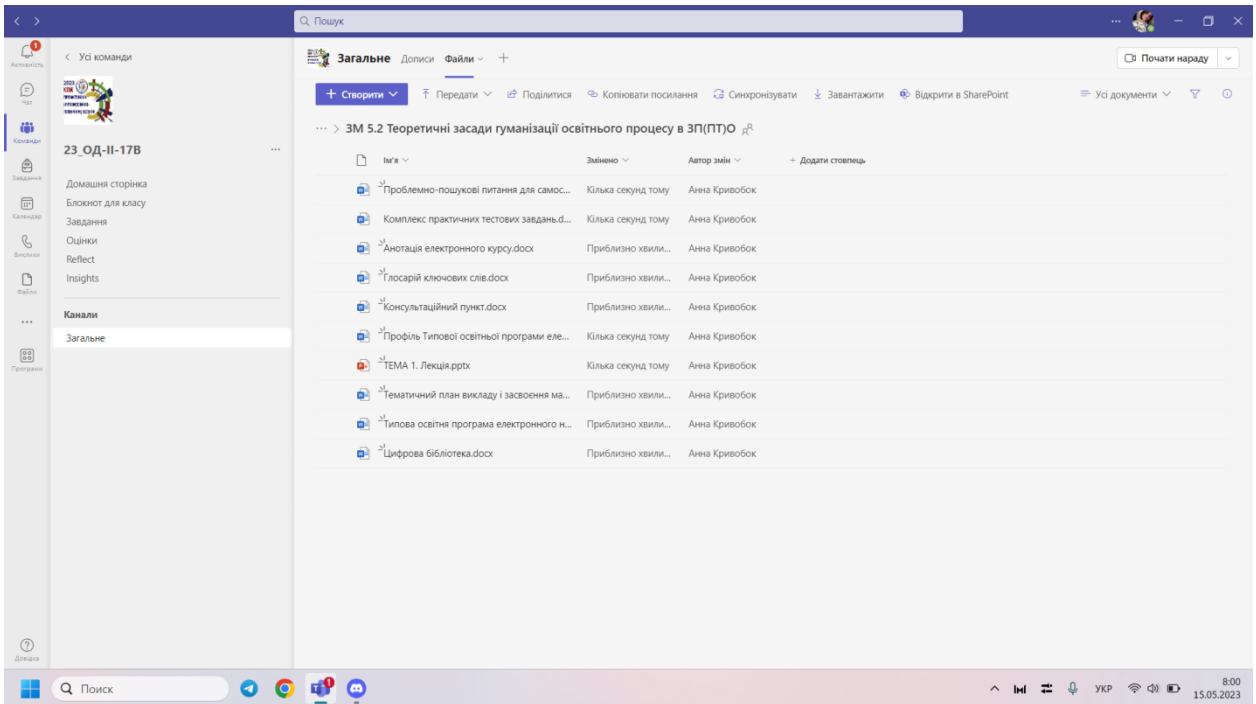 Пошук
Активність
Чат
Команди
Завдання
Календар
Виклики
Файли
Програми
Довідка
Усі команди
23_ОД-ІІ-17В
Домашня сторінка
Блокнот для класу
Завдання
Оцінки
Reflect
Insights
Канали
Загальне
Загальне Дописи Файли
Почати нараду
Створити Передати Поділитися Копіювати посилання Синхронізувати Завантажити Відкрити в SharePoint Усі документи
ЗМ 5.2 Теоретичні засади гуманізації освітнього процесу в ЗП(ПТ)О
Ім'я Змінено Автор змін + Додати стовпець
Проблемно-пошукові питання для самос... Кілька секунд тому Анна Кривобок
Комплекс практичних тестових завдань.d... Кілька секунд тому Анна Кривобок
Анотація електронного курсу.docx Приблизно хвили... Анна Кривобок
Глосарій ключових слів.docx Приблизно хвили... Анна Кривобок
Консультаційний пункт.docx Приблизно хвили... Анна Кривобок
Профіль Типової освітньої програми еле... Кілька секунд тому Анна Кривобок
ТЕМА 1. Лекція.pptx Кілька секунд тому Анна Кривобок
Тематичний план викладу і засвоєння ма... Приблизно хвили... Анна Кривобок
Типова освітня програма електронного н... Приблизно хвили... Анна Кривобок
Цифрова бібліотека.docx Приблизно хвили... Анна Кривобок
Поиск
УКР
8:00
15.05.2023